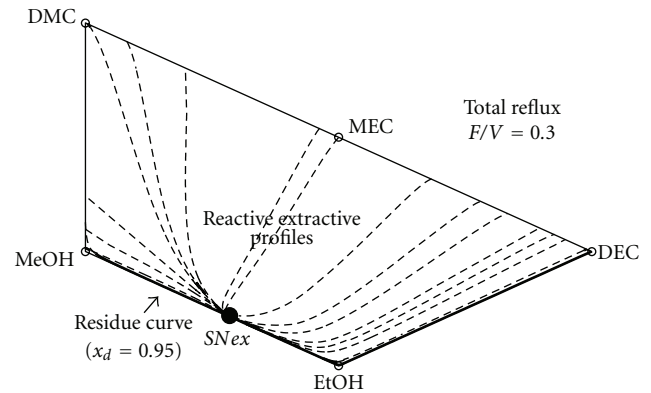 DMC
Total reflux
F/V = 0.3
MEC
Reactive extractive
profiles
MeOH
DEC
Residue curve
(x_d = 0.95)
SNex
EtOH